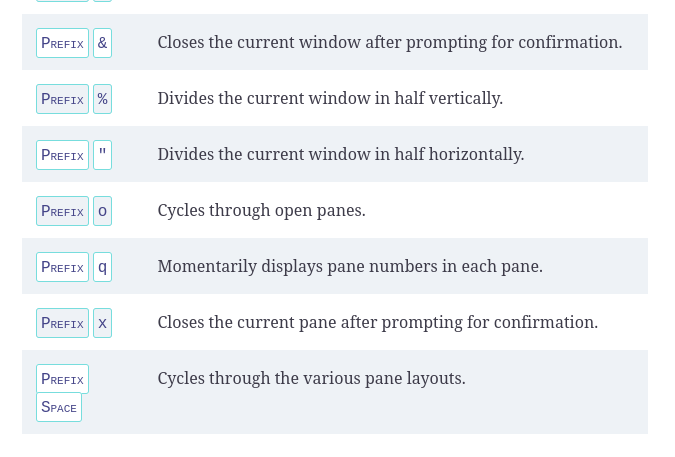 Prefix & Closes the current window after prompting for confirmation.
Prefix % Divides the current window in half vertically.
Prefix " Divides the current window in half horizontally.
Prefix o Cycles through open panes.
Prefix q Momentarily displays pane numbers in each pane.
Prefix x Closes the current pane after prompting for confirmation.
Prefix Cycles through the various pane layouts.
Space